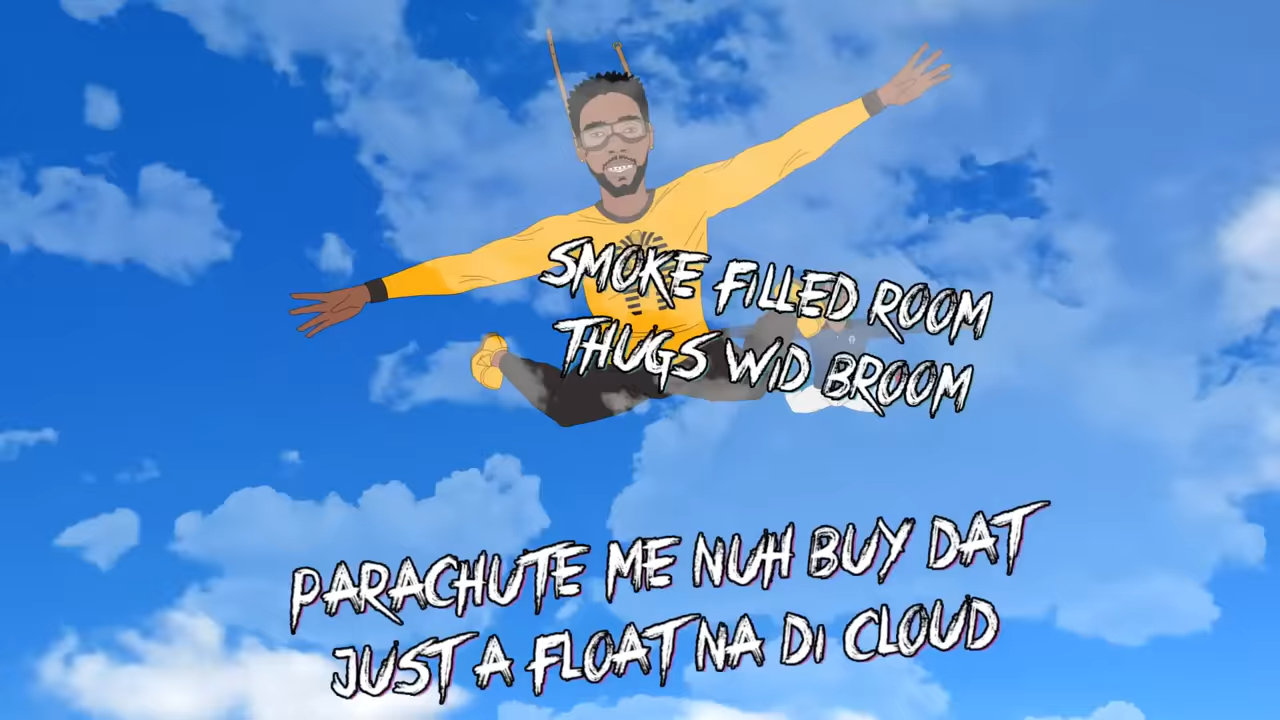 SMOKE FILLED ROOM
THUGS WID BROOM
PARACHUTE ME NUH BUY DAT
JUST A FLOAT NA DI CLOUD